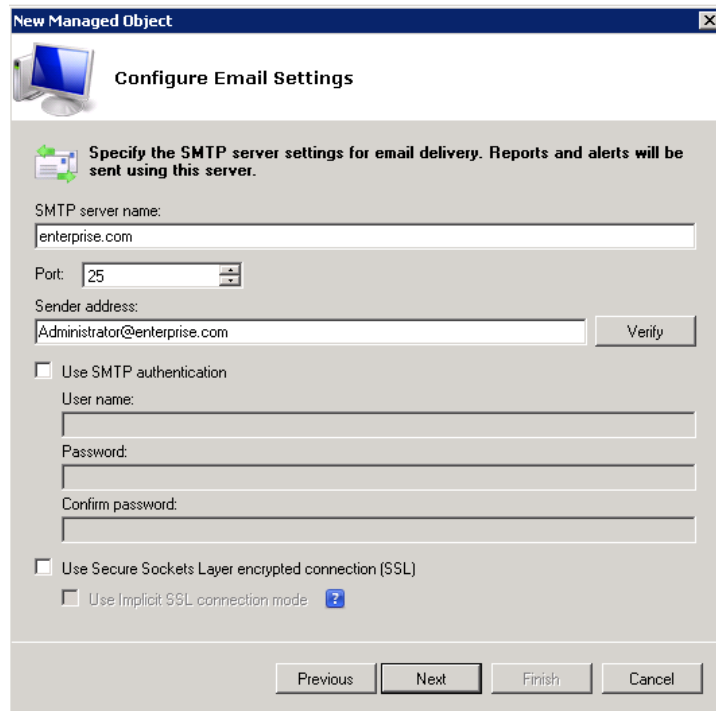 New Managed Object
Configure Email Settings
Specify the SMTP server settings for email delivery. Reports and alerts will be
sent using this server.
SMTP server name:
enterprise.com
Port: 25
Sender address:
Administrator@enterprise.com Verify
Use SMTP authentication
User name:
Password:
Confirm password:
Use Secure Sockets Layer encrypted connection (SSL)
Use Implicit SSL connection mode ?
Previous Next Finish Cancel